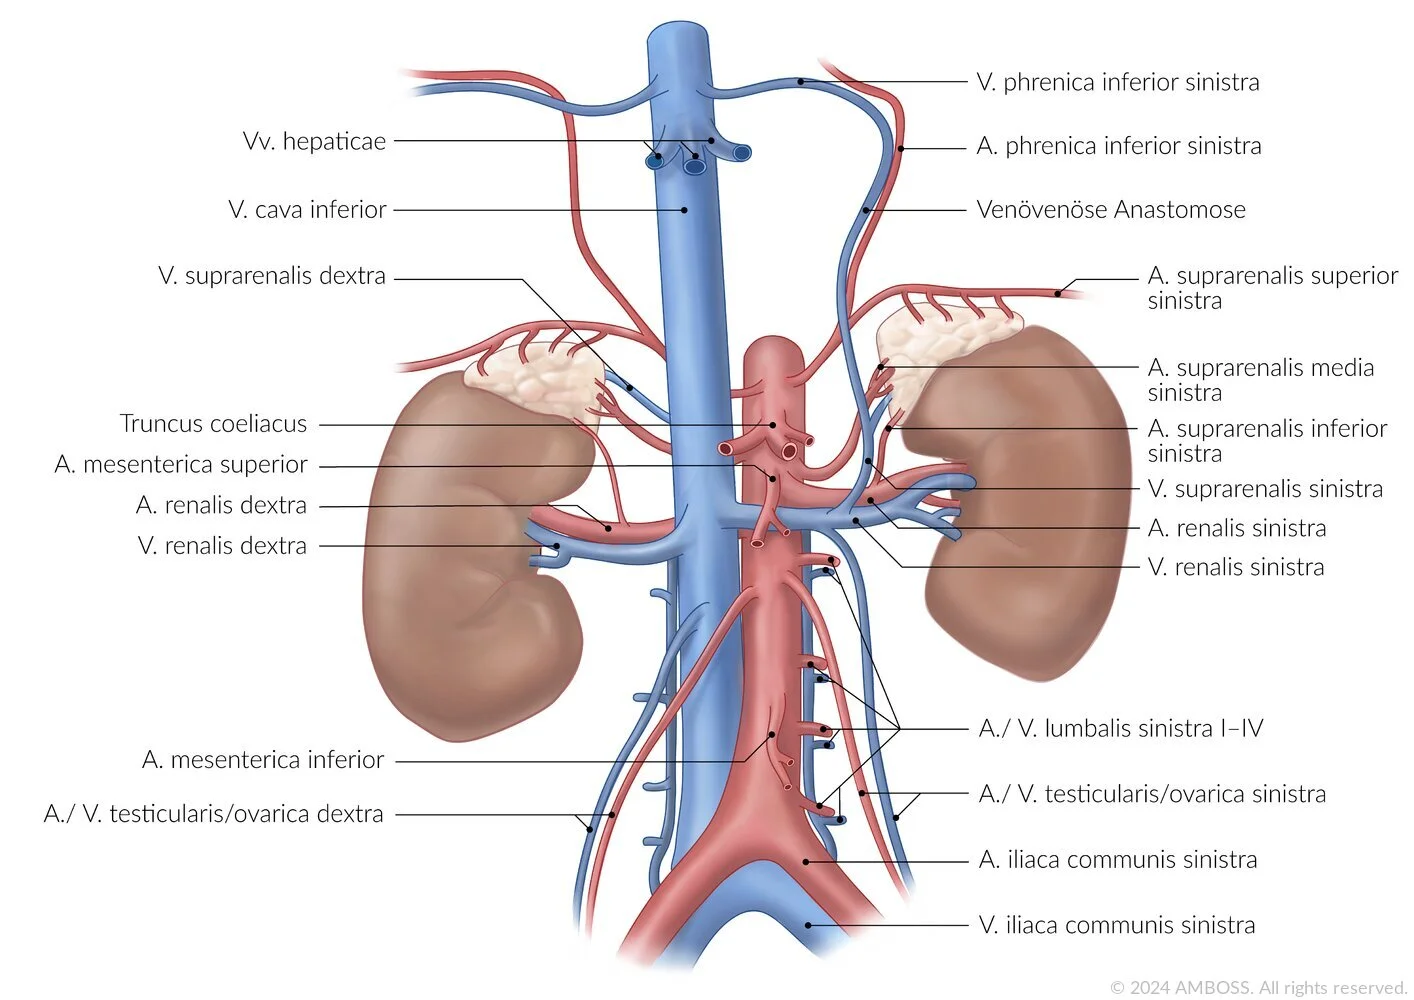 Vv. hepaticae
V. cava inferior
V. suprarenalis dextra
Truncus coeliacus
A. mesenterica superior
A. renalis dextra
V. renalis dextra
A. mesenterica inferior
A./ V. testicularis/ovarica dextra
V. phrenica inferior sinistra
A. phrenica inferior sinistra
Venövenöse Anastomose
A. suprarenalis superior
sinistra
A. suprarenalis media
sinistra
A. suprarenalis inferior
sinistra
V. suprarenalis sinistra
A. renalis sinistra
V. renalis sinistra
A./ V. lumbalis sinistra I–IV
A./ V. testicularis/ovarica sinistra
A. iliaca communis sinistra
V. iliaca communis sinistra
© 2024 AMBOSS. All rights reserved.